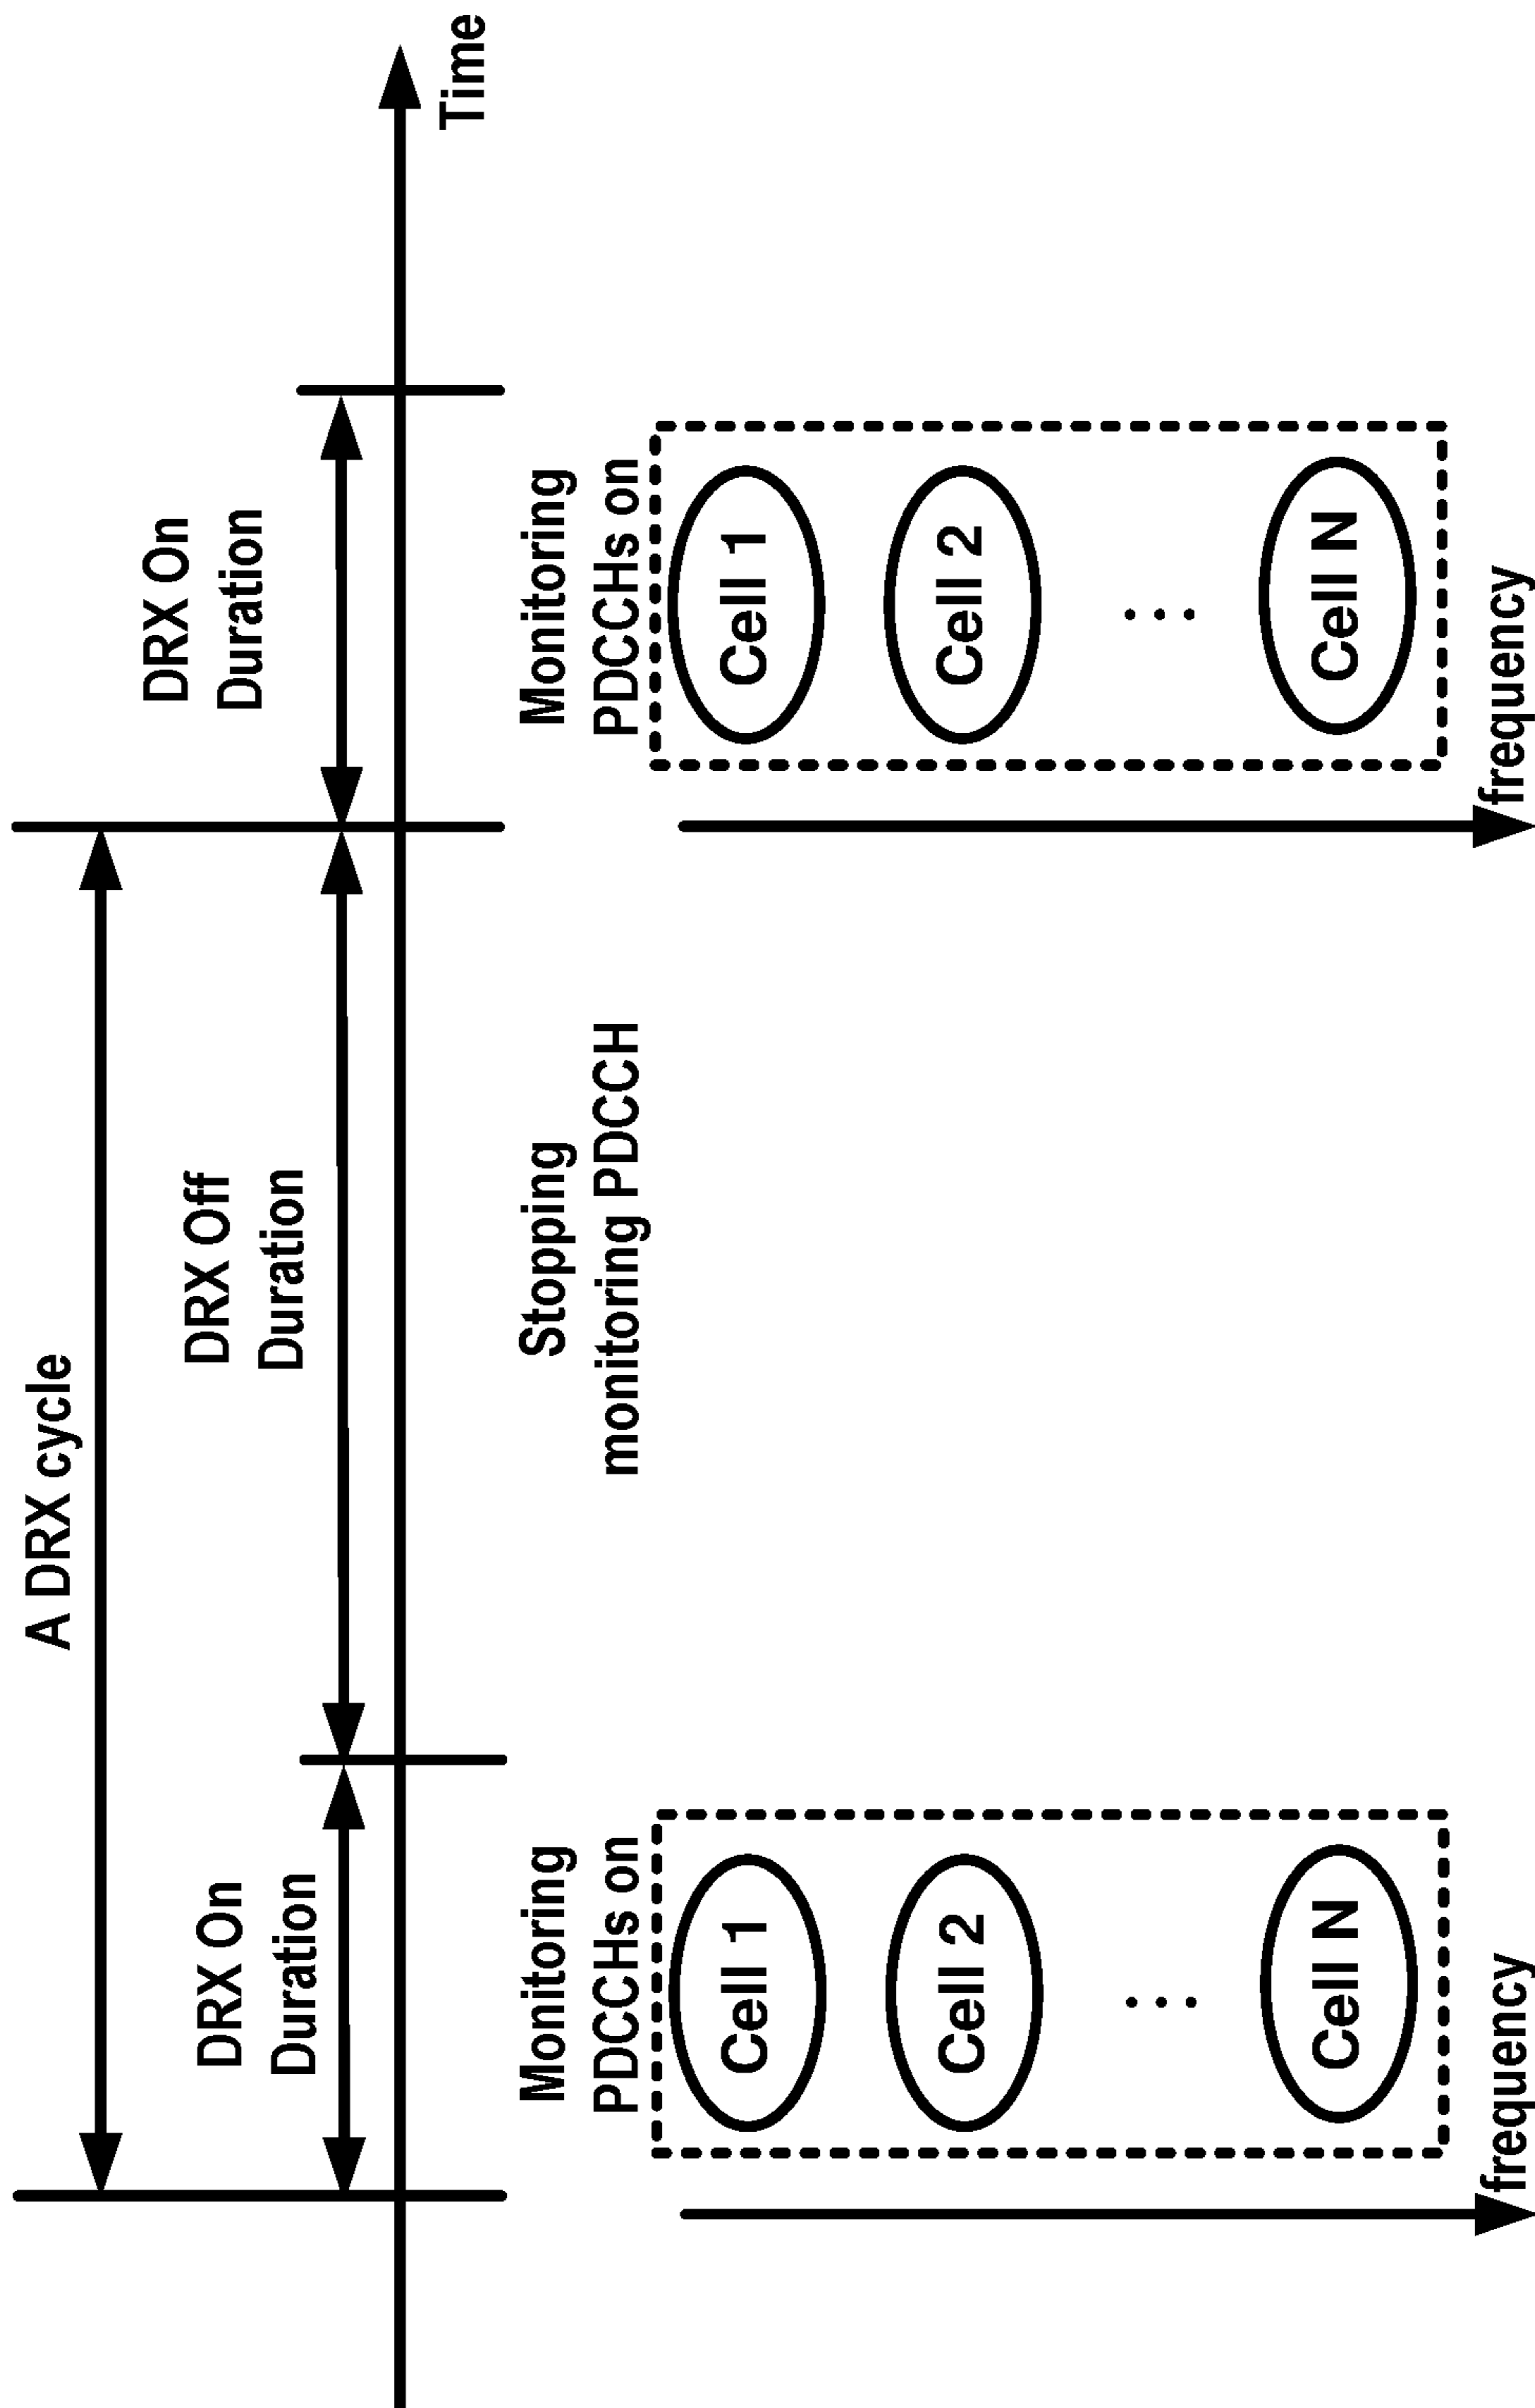 A DRX cycle
DRX On
Duration
DRX Off
Duration
DRX On
Duration
Time
Monitoring
PDCCHs on
Cell 1
Cell 2
...
Cell N
frequency
Stopping
monitoring PDCCH
Monitoring
PDCCHs on
Cell 1
Cell 2
...
Cell N
frequency